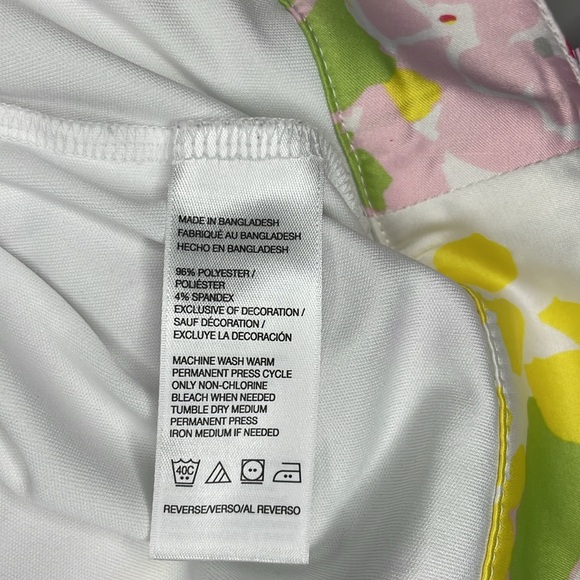 MADE IN BANGLADESH
FABRIQUÉ AU BANGLADESH
HECHO EN BANGLADESH
96% POLYESTER /
POLIÉSTER
4% SPANDEX
EXCLUSIVE OF DECORATION /
SAUF DÉCORATION /
EXCLUYE LA DECORACIÓN
MACHINE WASH WARM
PERMANENT PRESS CYCLE
ONLY NON-CHLORINE
BLEACH WHEN NEEDED
TUMBLE DRY MEDIUM
PERMANENT PRESS
IRON MEDIUM IF NEEDED
40C
REVERSE/VERSO/AL REVERSO